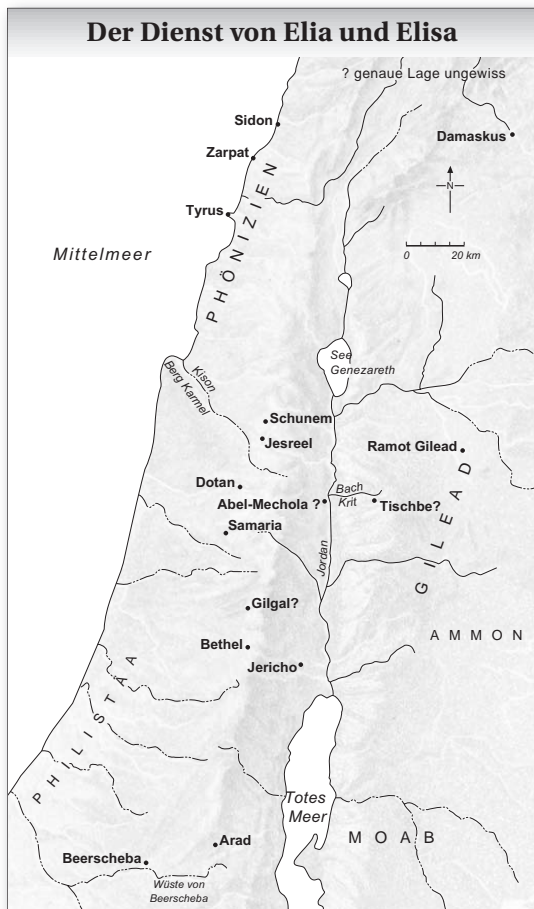 Der Dienst von Elia und Elisa
? genaue Lage ungewiss
Sidon
Damaskus
Zarpat
N
Tyrus
PHÖNIZIEN
Mittelmeer
0 20 km
See
Genezareth
Kison
Berg Karmel
Schunem
Jesreel
Ramot Gilead
Dotan
Bach
Krit
Abel-Mechola ?
Tischbe?
Samaria
Jordan
GILEAD
Gilgal?
AMMON
Bethel
Jericho
PHILISTÄA
Totes
Meer
MOAB
Arad
Beerscheba
Wüste von
Beerscheba